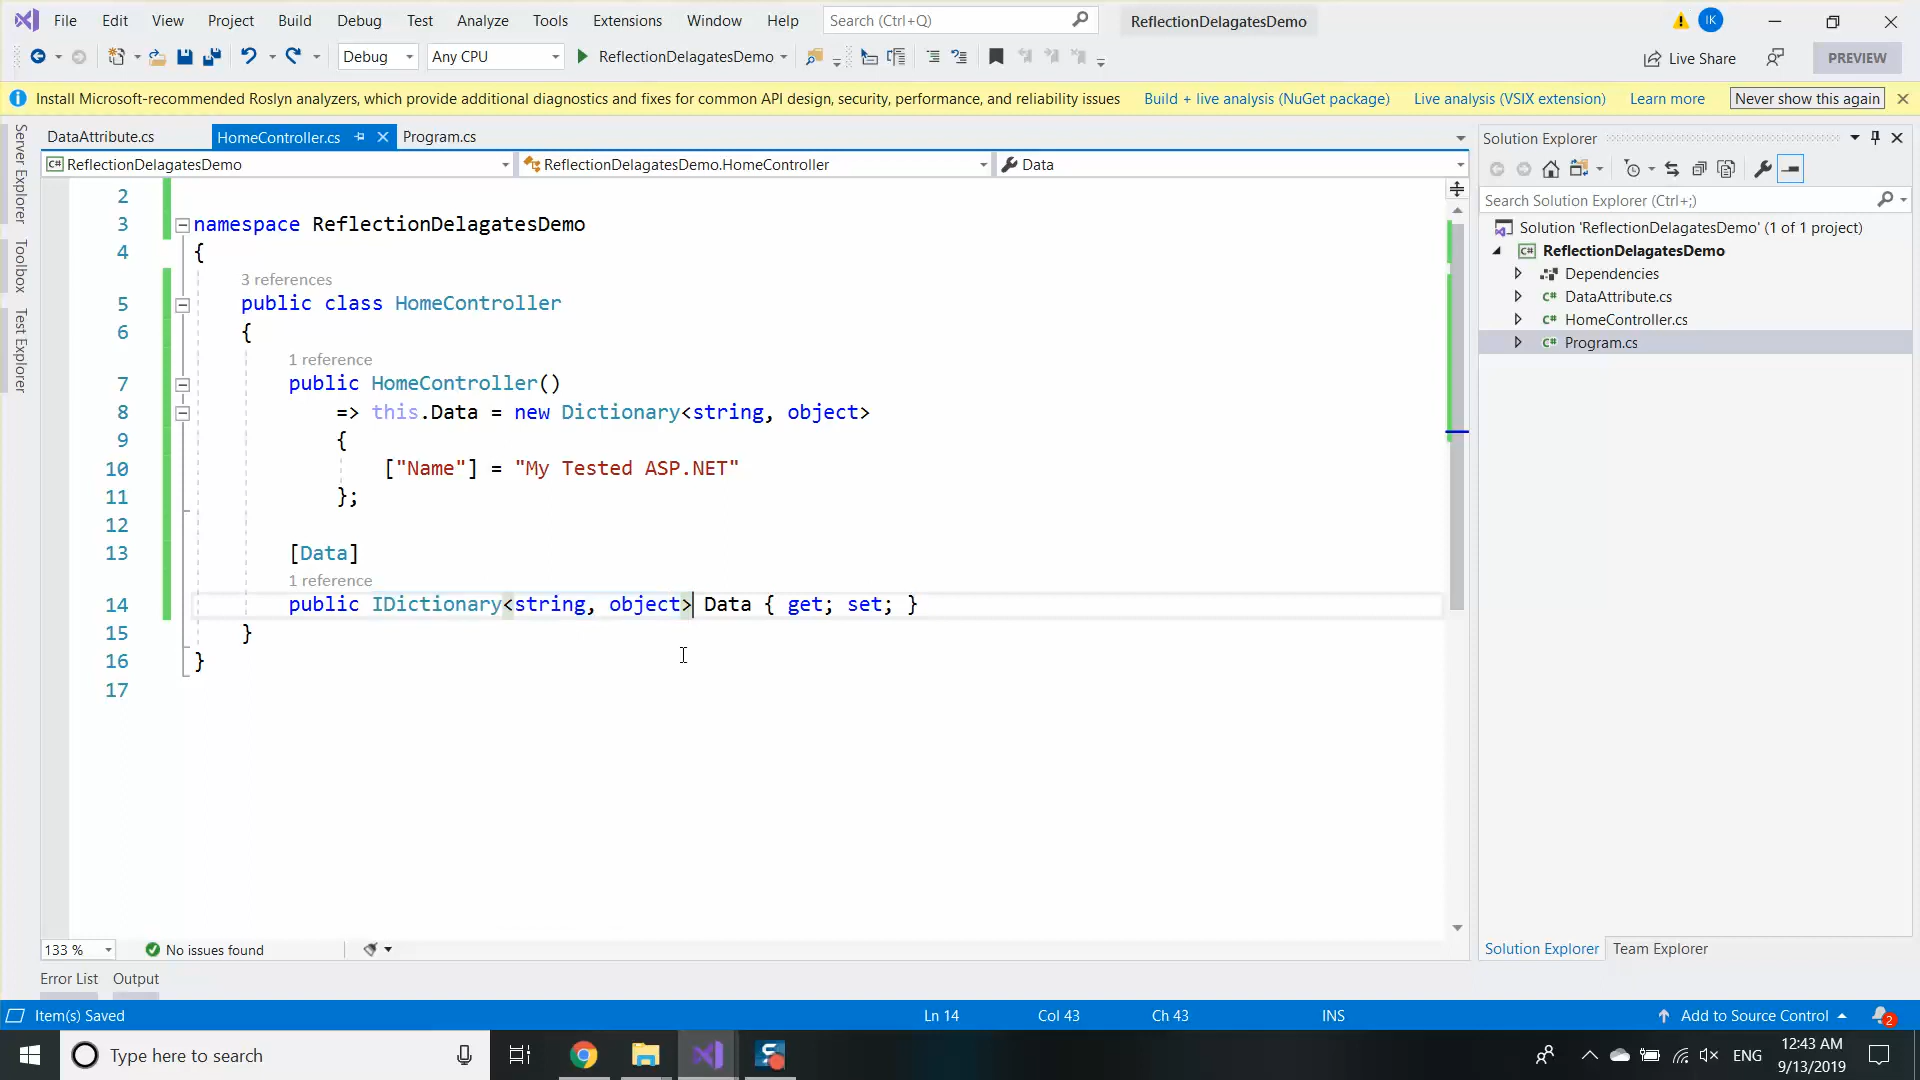 File Edit View Project Build Debug Test Analyze Tools Extensions Window Help Search (Ctrl+Q) ReflectionDelagatesDemo IK
Debug Any CPU ReflectionDelagatesDemo Live Share PREVIEW
Install Microsoft-recommended Roslyn analyzers, which provide additional diagnostics and fixes for common API design, security, performance, and reliability issues Build + live analysis (NuGet package) Live analysis (VSIX extension) Learn more Never show this again
Server Explorer
Toolbox
Test Explorer
DataAttribute.cs HomeController.cs Program.cs
C# ReflectionDelagatesDemo ReflectionDelagatesDemo.HomeController Data
2
3 namespace ReflectionDelagatesDemo
4 {
3 references
5 public class HomeController
6 {
1 reference
7 public HomeController()
8 => this.Data = new Dictionary<string, object>
9 {
10 ["Name"] = "My Tested ASP.NET"
11 };
12
13 [Data]
1 reference
14 public IDictionary<string, object> Data { get; set; }
15 }
16 }
17
133 % No issues found
Error List Output
Solution Explorer
Search Solution Explorer (Ctrl+;)
Solution 'ReflectionDelagatesDemo' (1 of 1 project)
C# ReflectionDelagatesDemo
Dependencies
C# DataAttribute.cs
C# HomeController.cs
C# Program.cs
Solution Explorer Team Explorer
Item(s) Saved Ln 14 Col 43 Ch 43 INS Add to Source Control 2
Type here to search ENG 12:43 AM
9/13/2019